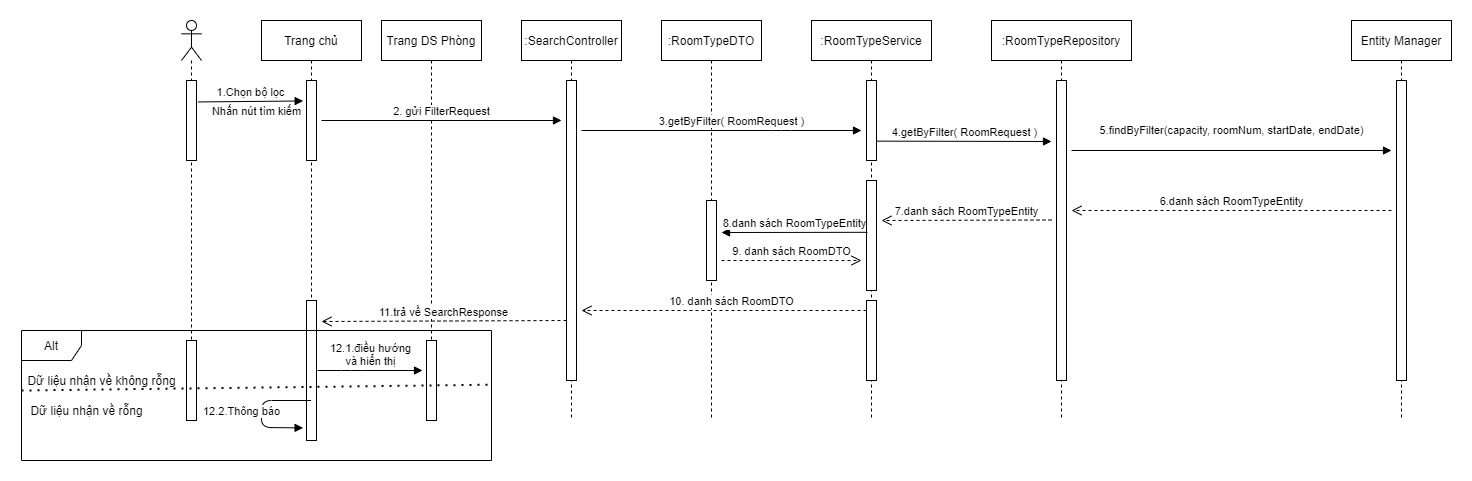 Trang chủ
Trang DS Phòng
:SearchController
:RoomTypeDTO
:RoomTypeService
:RoomTypeRepository
Entity Manager
1.Chọn bộ lọc
Nhấn nút tìm kiếm
2. gửi FilterRequest
3.getByFilter( RoomRequest )
4.getByFilter( RoomRequest )
5.findByFilter(capacity, roomNum, startDate, endDate)
6.danh sách RoomTypeEntity
7.danh sách RoomTypeEntity
8.danh sách RoomTypeEntity
9. danh sách RoomDTO
10. danh sách RoomDTO
11.trả về SearchResponse
Alt
12.1.điều hướng
và hiển thị
Dữ liệu nhận về không rỗng
Dữ liệu nhận về rỗng
12.2.Thông báo